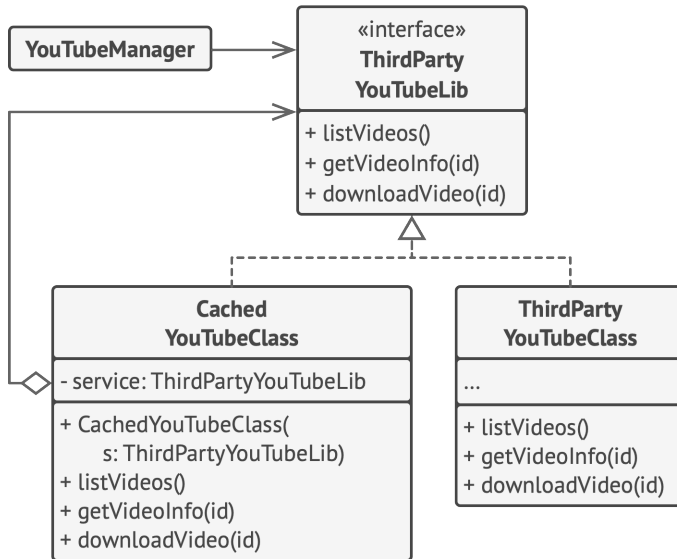 YouTubeManager
«interface»
ThirdParty
YouTubeLib
+ listVideos()
+ getVideoInfo(id)
+ downloadVideo(id)
Cached
YouTubeClass
- service: ThirdPartyYouTubeLib
+ CachedYouTubeClass(
s: ThirdPartyYouTubeLib)
+ listVideos()
+ getVideoInfo(id)
+ downloadVideo(id)
ThirdParty
YouTubeClass
...
+ listVideos()
+ getVideoInfo(id)
+ downloadVideo(id)